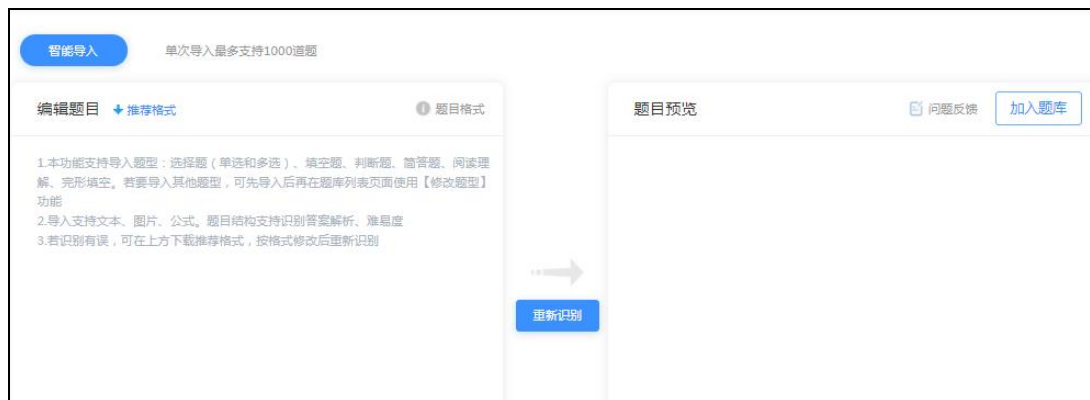 智能导入
单次导入最多支持1000道题
编辑题目 推荐格式
题目格式
1.本功能支持导入题型：选择题（单选和多选）、填空题、判断题、简答题、阅读理
解、完形填空。若要导入其他题型，可先导入后再在题库列表页面使用【修改题型】
功能
2.导入支持文本、图片、公式。题目结构支持识别答案解析、难易度
3.若识别有误，可在上方下载推荐格式，按格式修改后重新识别
重新识别
题目预览
问题反馈
加入题库